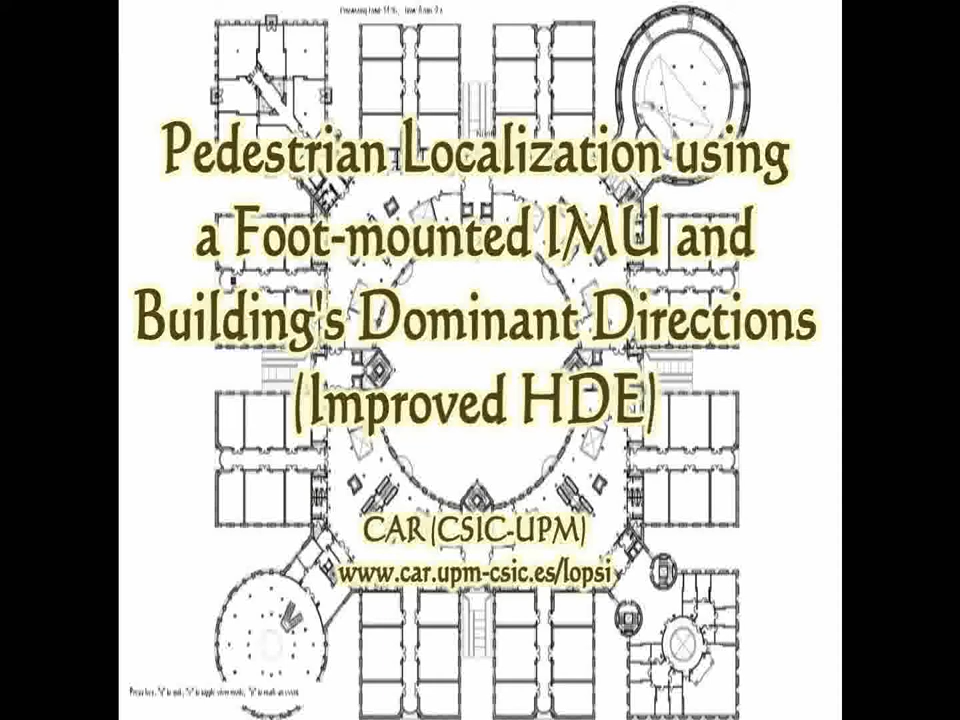 Pedestrian Localization using
a Foot-mounted IMU and
Building's Dominant Directions
(Improved HDE)
CAR (CSIC-UPM)
www.car.upm-csic.es/lopsi